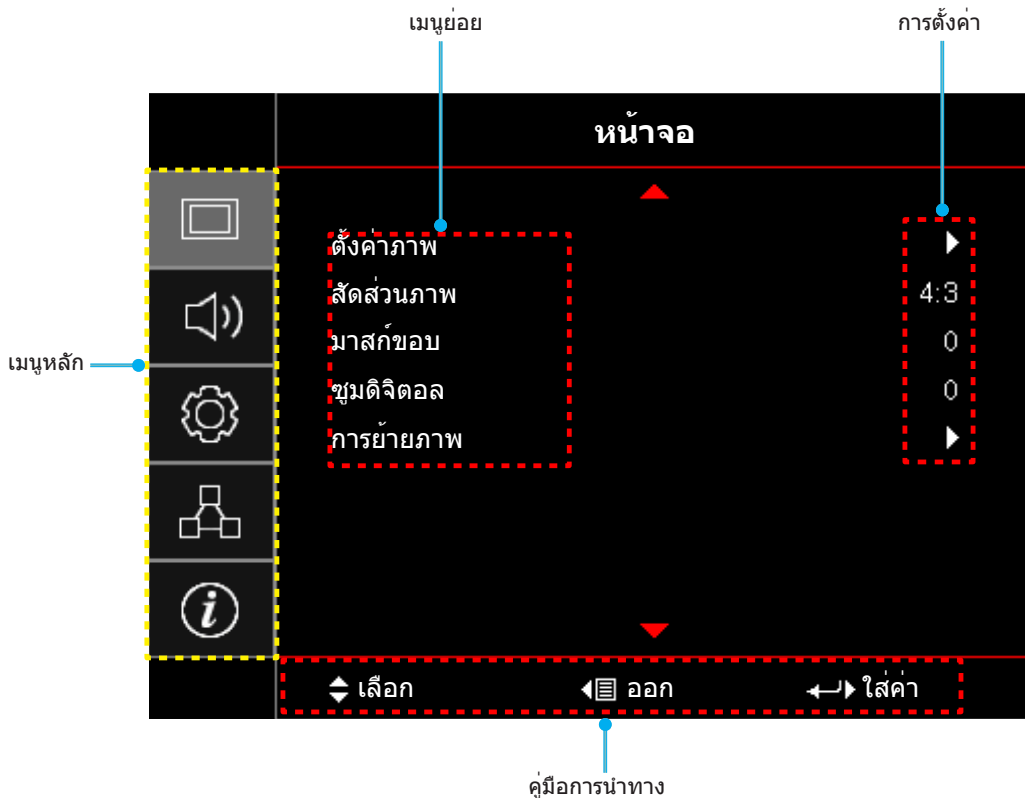 เมนูย่อย
การตั้งค่า
หน้าจอ
ตั้งค่าภาพ
สัดส่วนภาพ 4:3
มาสก์ขอบ 0
ซูมดิจิตอล 0
การย้ายภาพ
เมนูหลัก
เลือก ออก ใส่ค่า
คู่มือการนำทาง